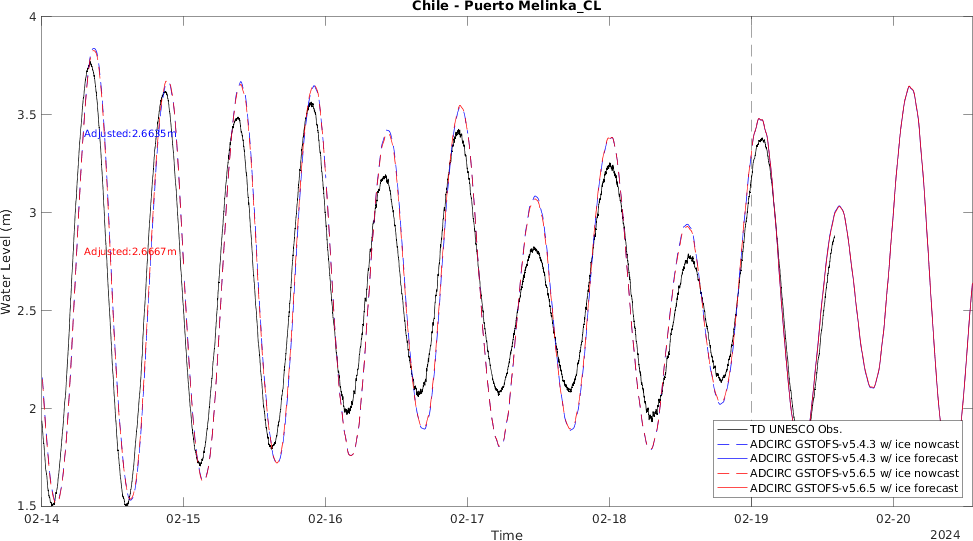 Chile - Puerto Melinka_CL
4
3.5
3
2.5
2
1.5
Water Level (m)
Adjusted:2.6635m
Adjusted:2.6667m
TD UNESCO Obs.
ADCIRC GSTOFS-v5.4.3 w/ ice nowcast
ADCIRC GSTOFS-v5.4.3 w/ ice forecast
ADCIRC GSTOFS-v5.6.5 w/ ice nowcast
ADCIRC GSTOFS-v5.6.5 w/ ice forecast
02-14 02-15 02-16 02-17 02-18 02-19 02-20
Time
2024